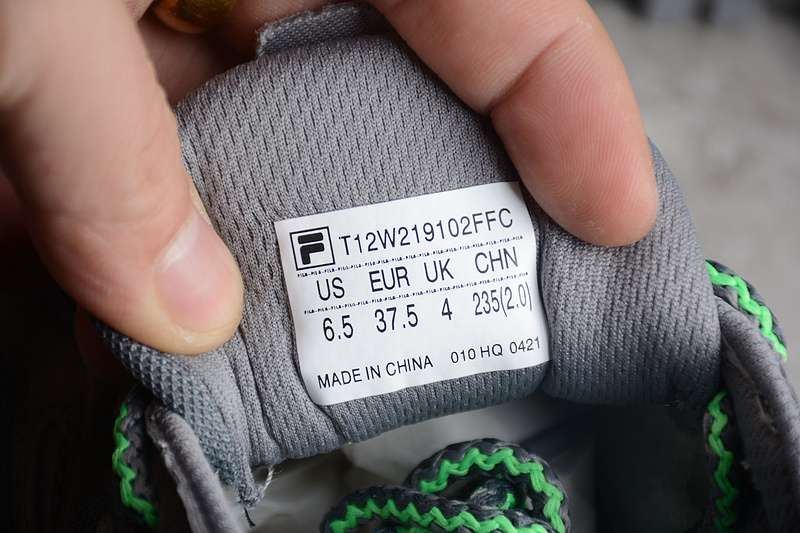 F T12W219102FFC
US EUR UK CHN
6.5 37.5 4 235(2.0)
MADE IN CHINA 010 HQ 0421